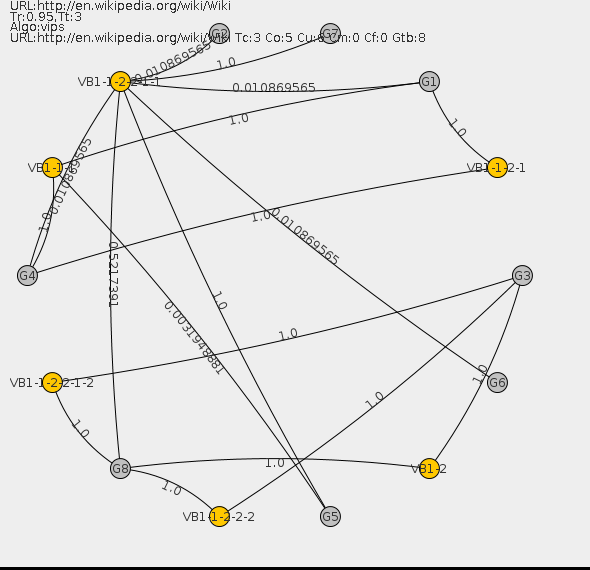 URL:http://en.wikipedia.org/wiki/Wiki
Tr:0.95,Tt:3
Algo:vips
URL:http://en.wikipedia.org/wiki/Wiki Tc:3 Co:5 Cu:8 Cm:0 Cf:0 Gtb:8
G7
0.010869565
1.0
VB1-1-2-2-1-1
0.010869565
G1
1.0
1.0
VB1-1-1
VB1-1-2-1
0.010869565
1.0
1.0
0.010869565
G4
G3
0.5217391
1.0
0.0031948881
1.0
VB1-1-2-2-1-2
G6
1.0
1.0
1.0
G8
1.0
VB1-2
1.0
VB1-1-2-2-2
G5